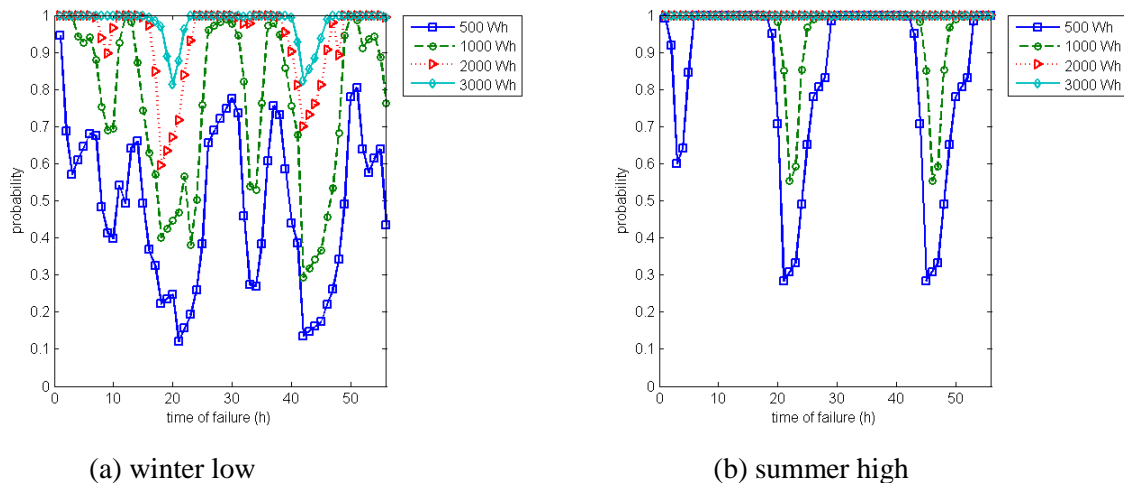 1
0.9
0.8
0.7
0.6
0.5
0.4
0.3
0.2
0.1
0
probability
0 10 20 30 40 50
time of failure (h)
500 Wh
1000 Wh
2000 Wh
3000 Wh
(a) winter low
1
0.9
0.8
0.7
0.6
0.5
0.4
0.3
0.2
0.1
0
probability
0 10 20 30 40 50
time of failure (h)
500 Wh
1000 Wh
2000 Wh
3000 Wh
(b) summer high